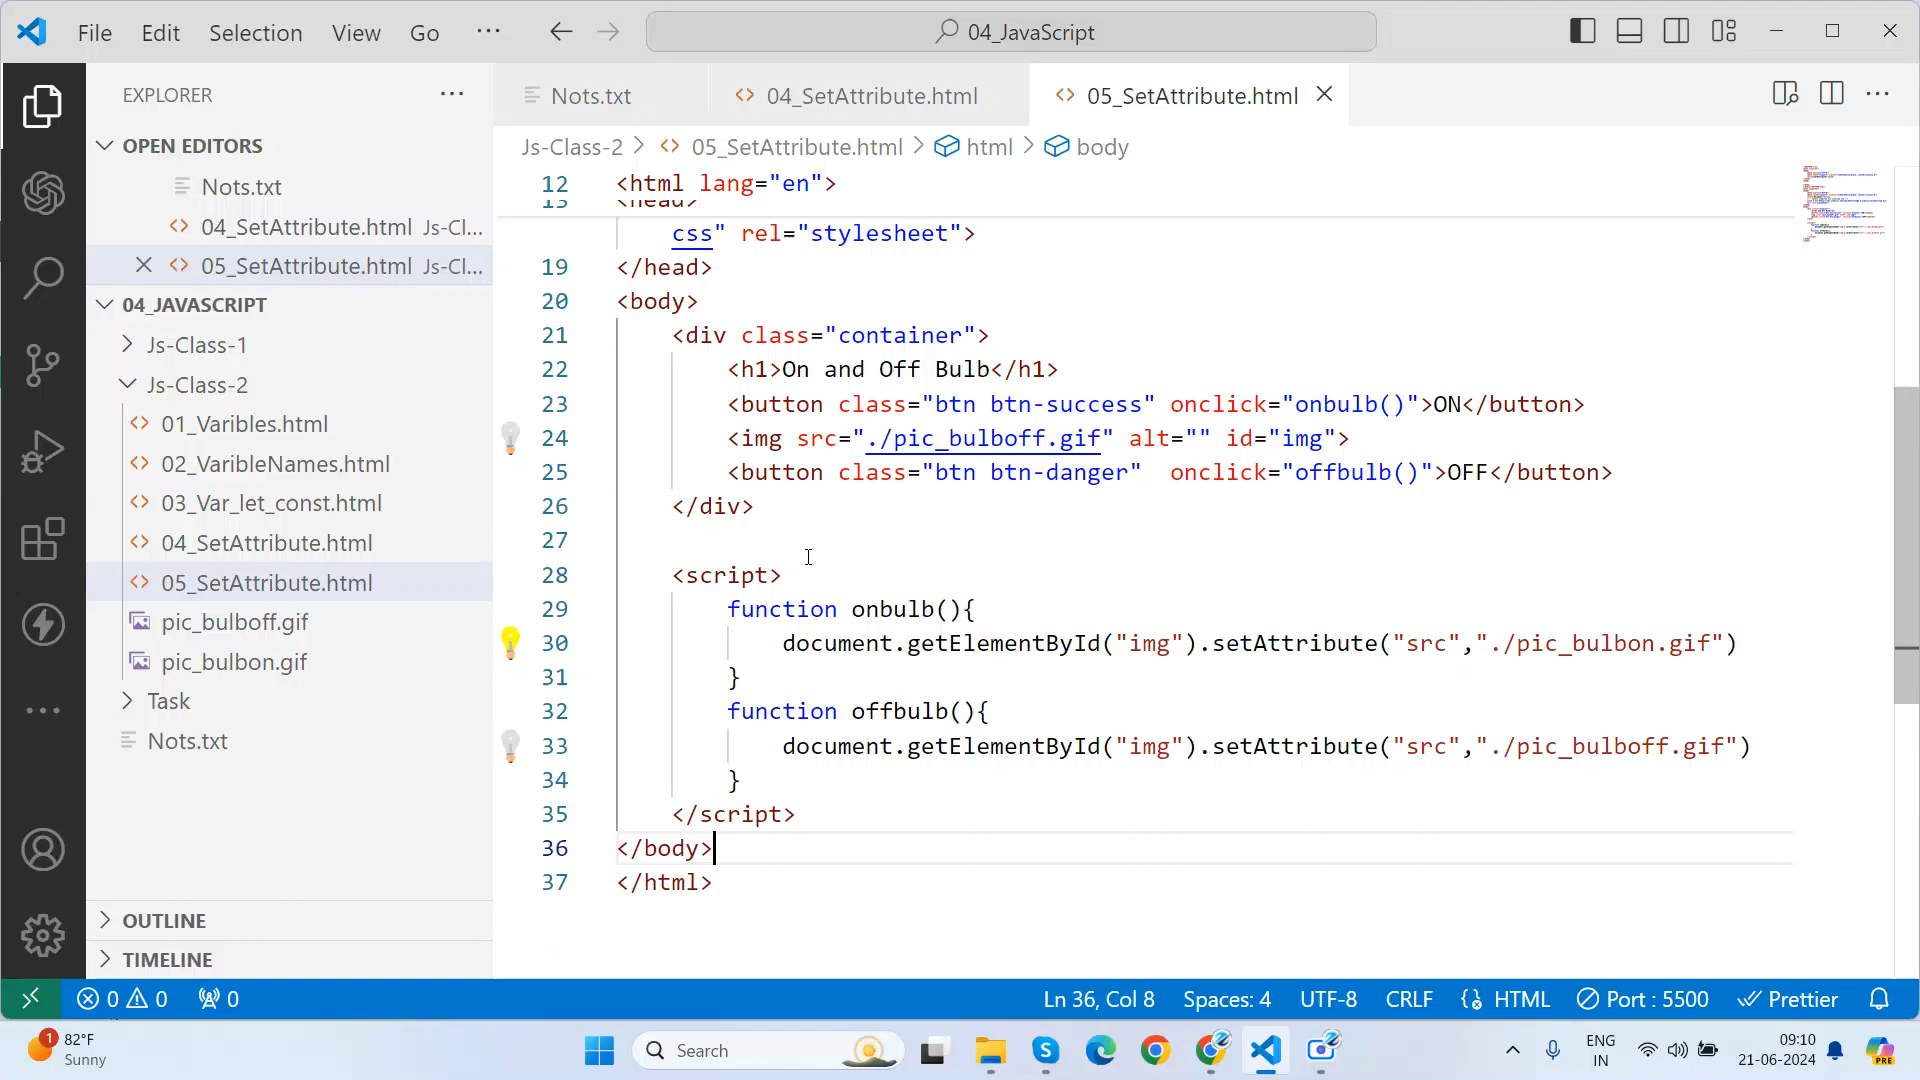 File Edit Selection View Go ··· 04_JavaScript
EXPLORER ···
OPEN EDITORS
Nots.txt
04_SetAttribute.html Js-Cl...
05_SetAttribute.html Js-Cl...
04_JAVASCRIPT
Js-Class-1
Js-Class-2
01_Varibles.html
02_VaribleNames.html
03_Var_let_const.html
04_SetAttribute.html
05_SetAttribute.html
pic_bulboff.gif
pic_bulbon.gif
Task
Nots.txt
OUTLINE
TIMELINE
Nots.txt 04_SetAttribute.html 05_SetAttribute.html
Js-Class-2 > 05_SetAttribute.html > html > body
12 <html lang="en">
13 <head>
css" rel="stylesheet">
19 </head>
20 <body>
21 <div class="container">
22 <h1>On and Off Bulb</h1>
23 <button class="btn btn-success" onclick="onbulb()">ON</button>
24 <img src="./pic_bulboff.gif" alt="" id="img">
25 <button class="btn btn-danger"  onclick="offbulb()">OFF</button>
26 </div>
27
28 <script>
29 function onbulb(){
30 document.getElementById("img").setAttribute("src","./pic_bulbon.gif")
31 }
32 function offbulb(){
33 document.getElementById("img").setAttribute("src","./pic_bulboff.gif")
34 }
35 </script>
36 </body>
37 </html>
0 0 0 Ln 36, Col 8 Spaces: 4 UTF-8 CRLF HTML Port : 5500 Prettier
1 82°F
Sunny
Search
ENG
IN
09:10
21-06-2024
PRE